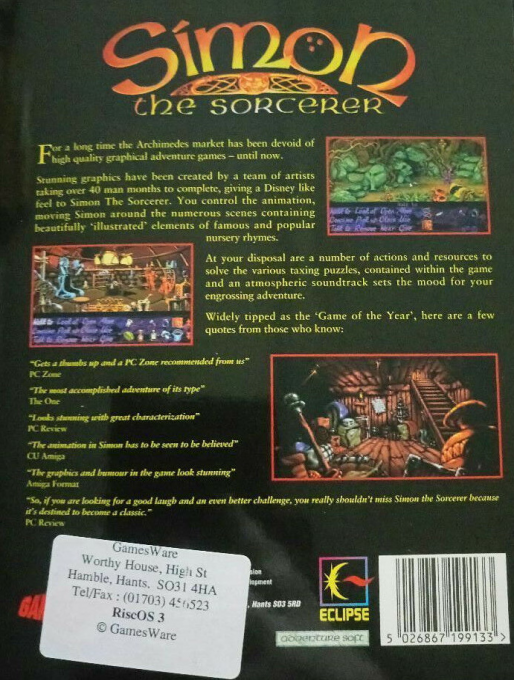 Simon
the SORCERER
For a long time the Archimedes market has been devoid of
high quality graphical adventure games – until now.
Stunning graphics have been created by a team of artists
taking over 40 man months to complete, giving a Disney like
feel to Simon The Sorcerer. You control the animation,
moving Simon around the numerous scenes containing
beautifully 'illustrated' elements of famous and popular
nursery rhymes.
At your disposal are a number of actions and resources to
solve the various taxing puzzles, contained within the game
and an atmospheric soundtrack sets the mood for your
engrossing adventure.
Widely tipped as the 'Game of the Year', here are a few
quotes from those who know:
"Gets a thumbs up and a PC Zone recommended from us"
PC Zone
"The most accomplished adventure of its type"
The One
"Looks stunning with great characterization"
PC Review
"The animation in Simon has to be seen to be believed"
CU Amiga
"The graphics and humour in the game look stunning"
Amiga Format
"So, if you are looking for a good laugh and an even better challenge, you really shouldn't miss Simon the Sorcerer because
it's destined to become a classic."
PC Review
GamesWare
Worthy House, High St
Hamble, Hants. SO31 4HA
Tel/Fax : (01703) 456523
RiscOS 3
© GamesWare
, Hants SO3 5RD
ECLIPSE
adventure soft
5 026867 199133 >